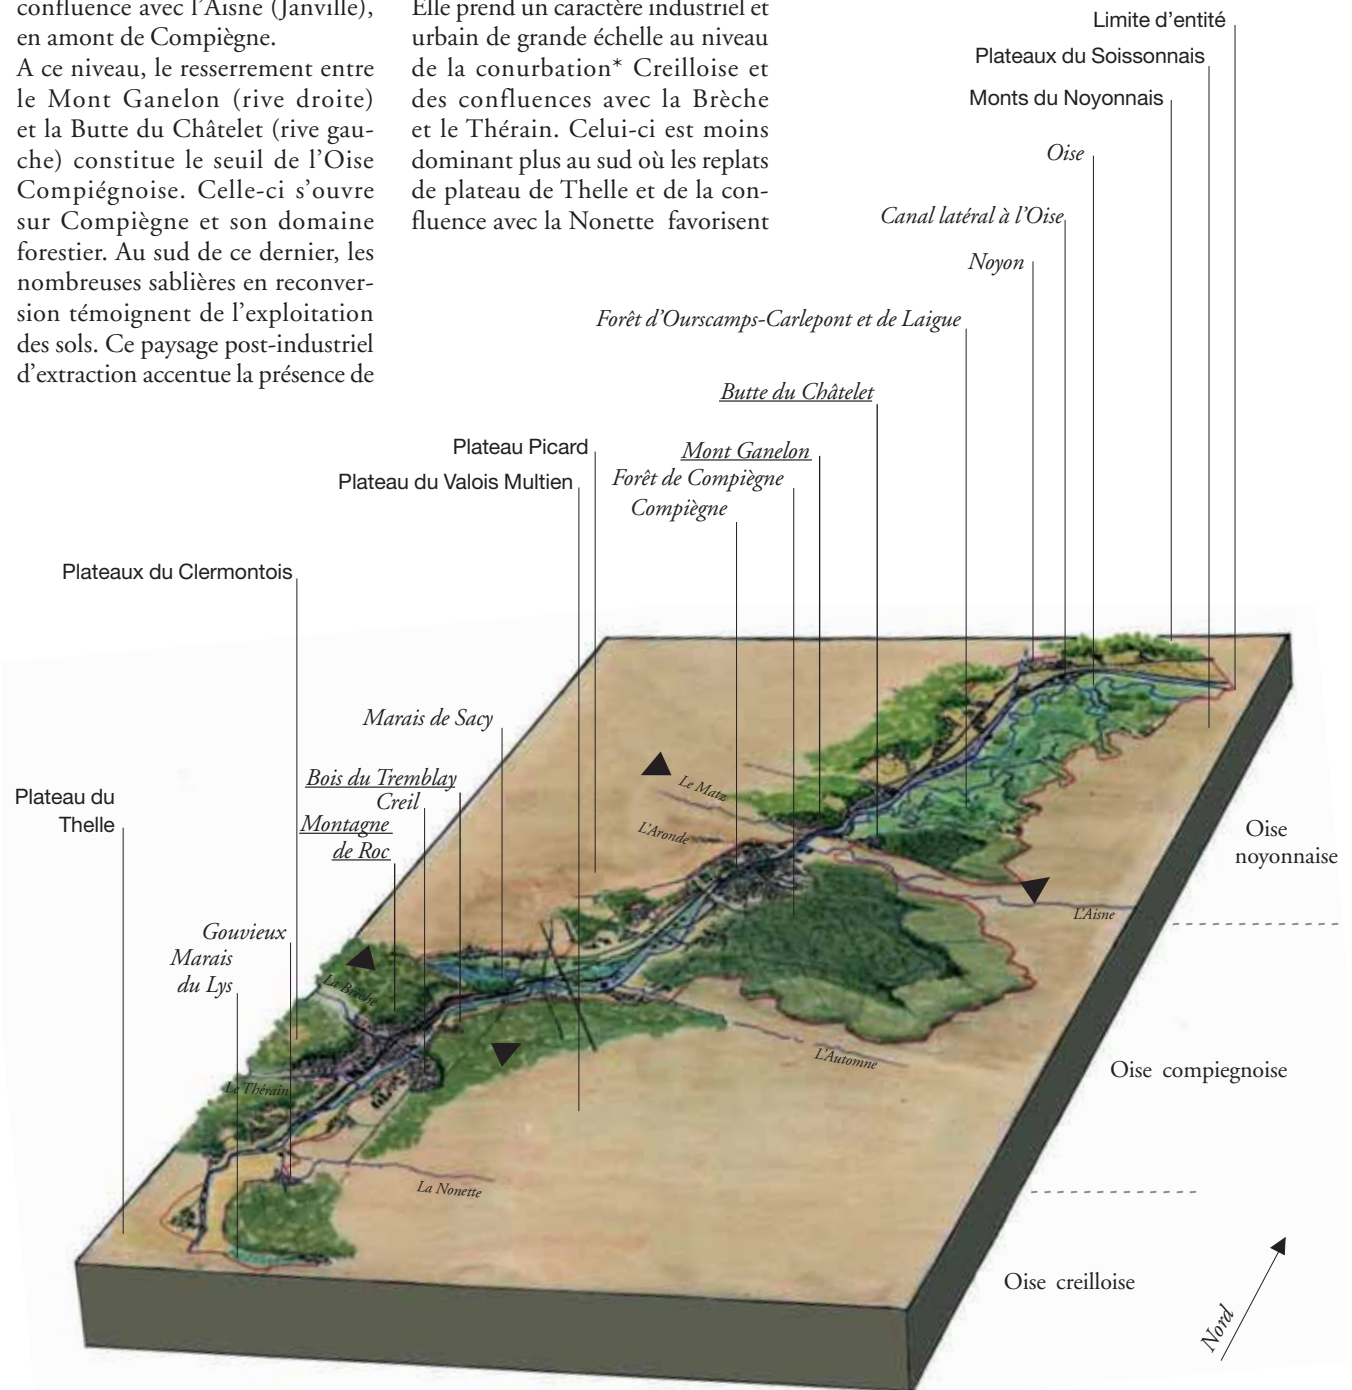 confluence avec l'Aisne (Janville),
en amont de Compiègne.
A ce niveau, le resserrement entre
le Mont Ganelon (rive droite)
et la Butte du Châtelet (rive gau-
che) constitue le seuil de l'Oise
Compiégnoise. Celle-ci s'ouvre
sur Compiègne et son domaine
forestier. Au sud de ce dernier, les
nombreuses sablières en reconver-
sion témoignent de l'exploitation
des sols. Ce paysage post-industriel
d'extraction accentue la présence de
Elle prend un caractère industriel et
urbain de grande échelle au niveau
de la conurbation* Creilloise et
des confluences avec la Brèche
et le Thérain. Celui-ci est moins
dominant plus au sud où les replats
de plateau de Thelle et de la con-
fluence avec la Nonette favorisent
Limite d'entité
Plateaux du Soissonnais
Monts du Noyonnais
Oise
Canal latéral à l'Oise
Noyon
Forêt d'Ourscamps-Carlepont et de Laigue
Butte du Châtelet
Plateau Picard
Mont Ganelon
Plateau du Valois Multien
Forêt de Compiègne
Compiègne
Plateaux du Clermontois
Marais de Sacy
Bois du Tremblay
Creil
Montagne
de Roc
Plateau du
Thelle
Gouvieux
Marais
du Lys
Le Matz
L'Aronde
L'Aisne
La Brèche
L'Automne
Le Thérain
La Nonette
Oise
noyonnaise
Oise compiegnoise
Oise creilloise
Nord